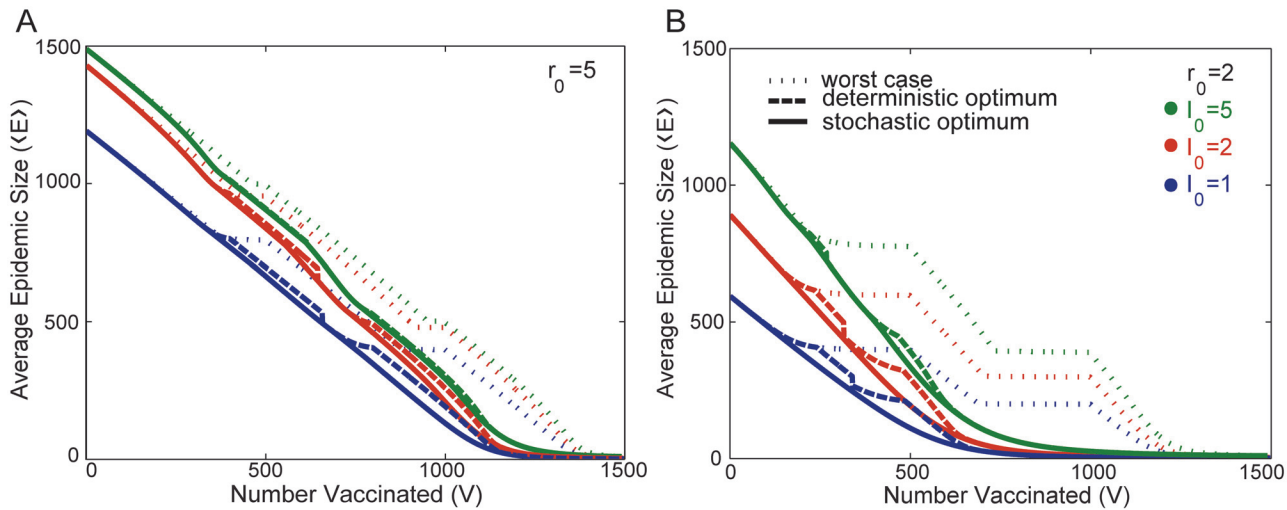 A
B
r0=5
1500
1000
500
0
Average Epidemic Size (⟨E⟩)
0
500
1000
1500
Number Vaccinated (V)
worst case
deterministic optimum
stochastic optimum
r0=2
I0=5
I0=2
I0=1
1500
1000
500
0
Average Epidemic Size (⟨E⟩)
0
500
1000
1500
Number Vaccinated (V)